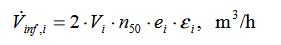 V̇inf,i = 2 · Vi · n50 · ei · εi, m³/h